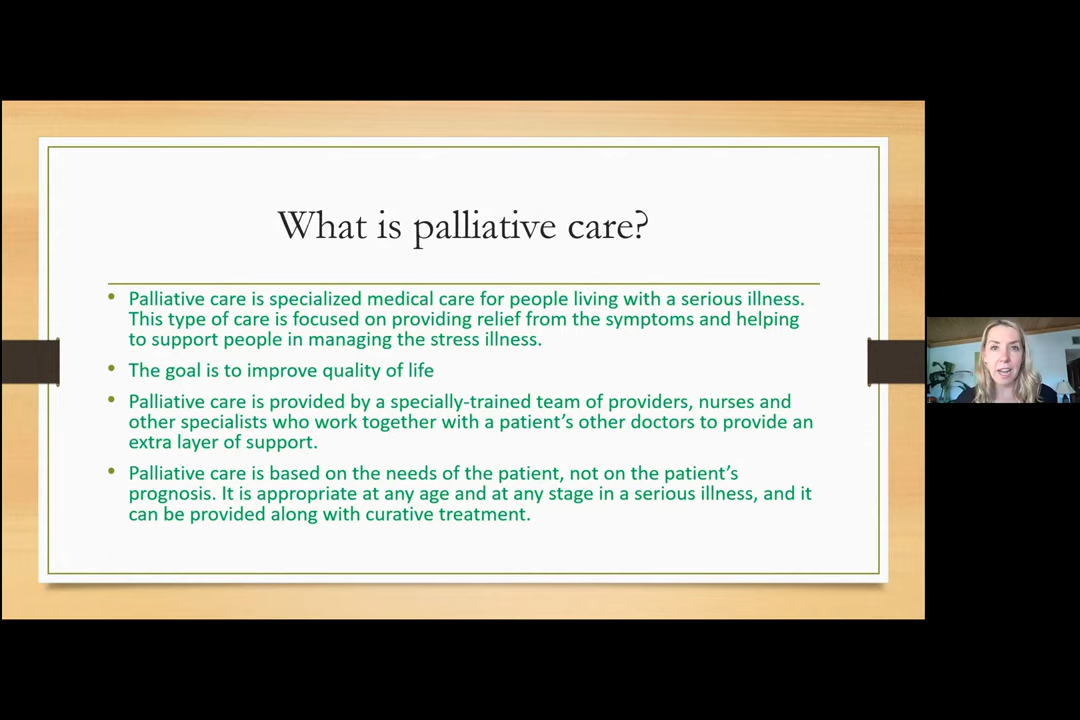 What is palliative care?
• Palliative care is specialized medical care for people living with a serious illness.
This type of care is focused on providing relief from the symptoms and helping
to support people in managing the stress illness.
• The goal is to improve quality of life
• Palliative care is provided by a specially-trained team of providers, nurses and
other specialists who work together with a patient’s other doctors to provide an
extra layer of support.
• Palliative care is based on the needs of the patient, not on the patient’s
prognosis. It is appropriate at any age and at any stage in a serious illness, and it
can be provided along with curative treatment.